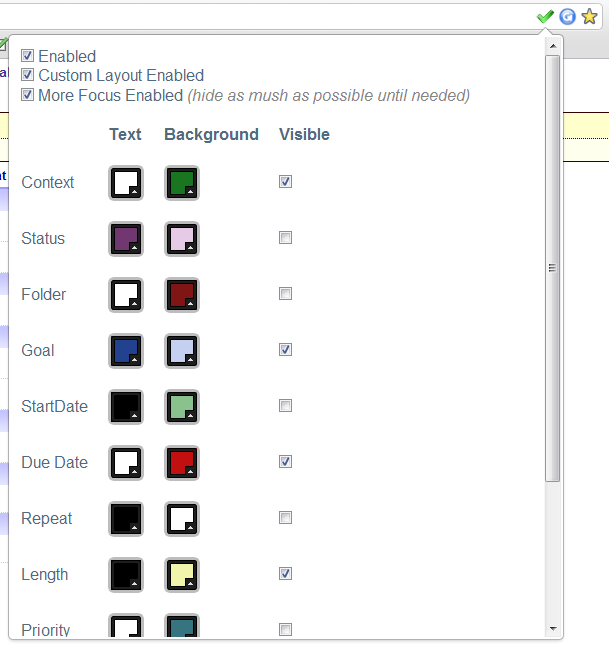 Enabled
Custom Layout Enabled
More Focus Enabled (hide as mush as possible until needed)
Text Background Visible
Context
Status
Folder
Goal
StartDate
Due Date
Repeat
Length
Priority